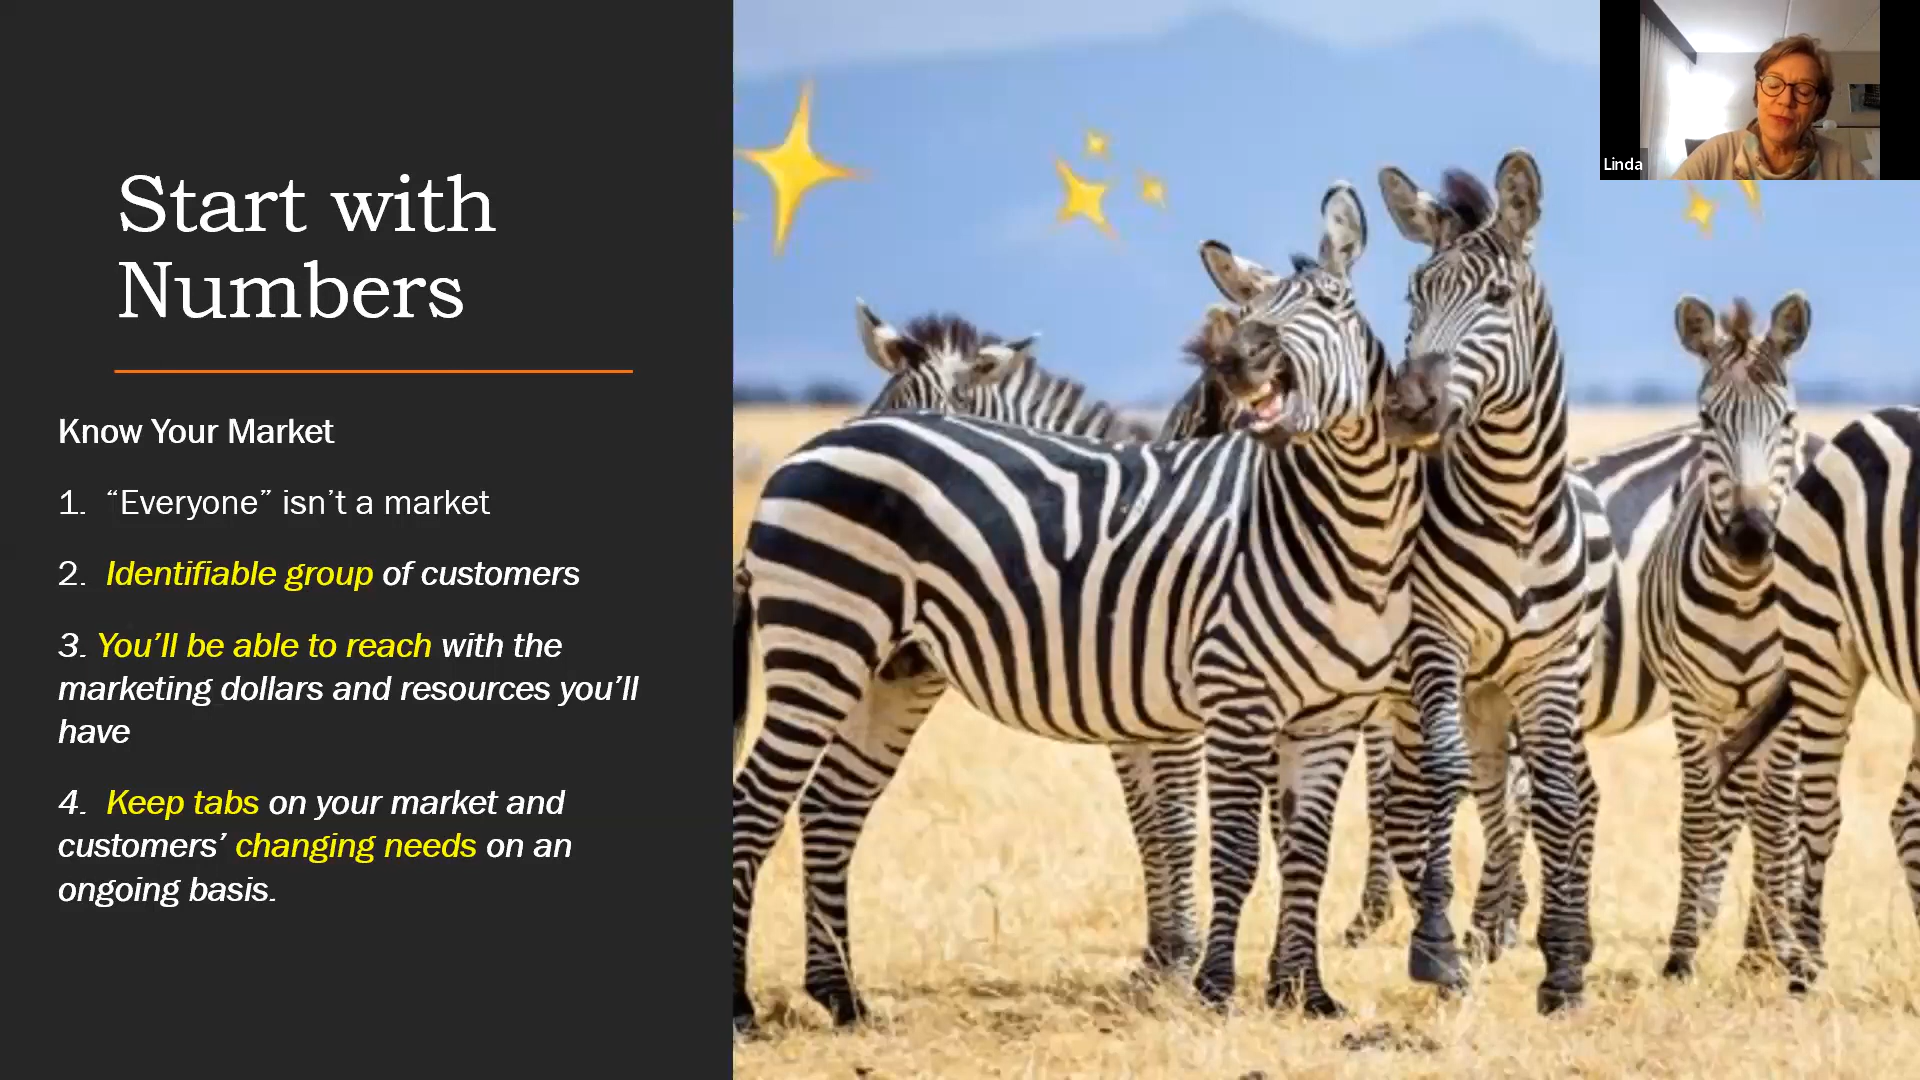 Start with
Numbers
Know Your Market
1. “Everyone” isn’t a market
2. Identifiable group of customers
3. You’ll be able to reach with the
marketing dollars and resources you’ll
have
4. Keep tabs on your market and
customers’ changing needs on an
ongoing basis.
Linda